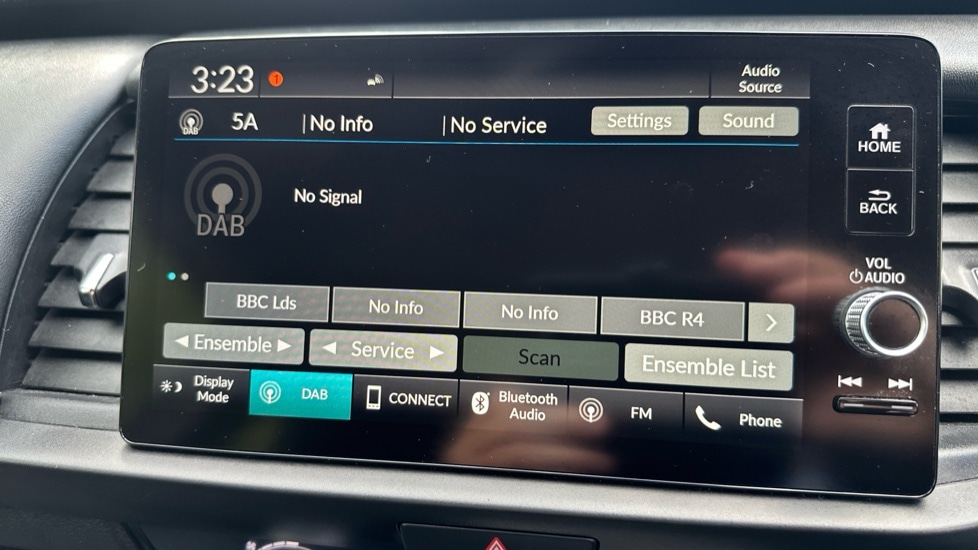 3:23 1 Audio
Source
DAB 5A |No Info |No Service Settings Sound
HOME
No Signal
DAB
BACK
VOL
AUDIO
BBC Lds No Info No Info BBC R4
Ensemble Service Scan Ensemble List
Display
Mode DAB CONNECT Bluetooth
Audio FM Phone